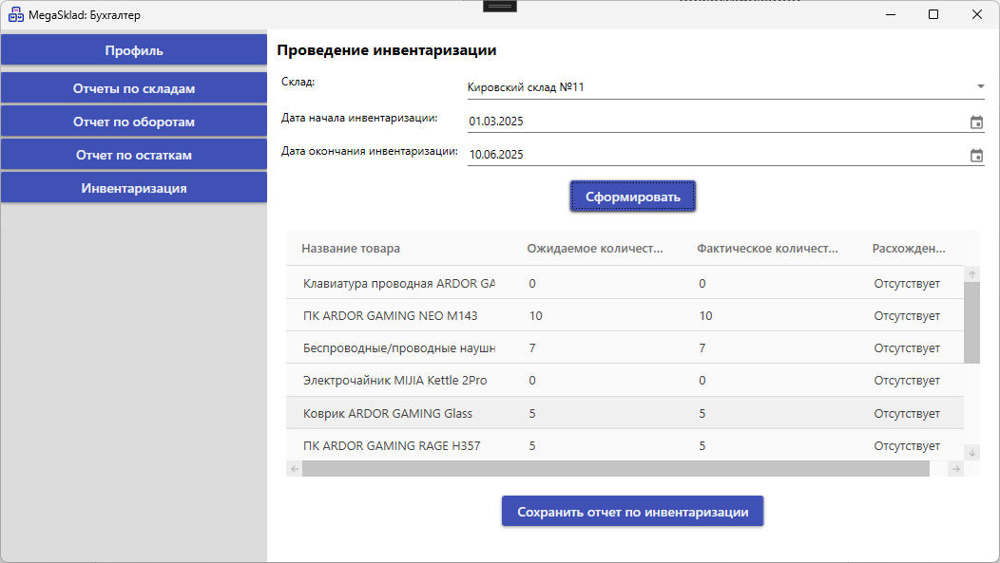 MegaSklad: Бухгалтер
Профиль
Отчеты по складам
Отчет по оборотам
Отчет по остаткам
Инвентаризация
Проведение инвентаризации
Склад: Кировский склад №11
Дата начала инвентаризации: 01.03.2025
Дата окончания инвентаризации: 10.06.2025
Сформировать
Название товара Ожидаемое количест... Фактическое количест... Расхожден...
Клавиатура проводная ARDOR GA 0 0 Отсутствует
ПК ARDOR GAMING NEO M143 10 10 Отсутствует
Беспроводные/проводные наушн 7 7 Отсутствует
Электрочайник MIJIA Kettle 2Pro 0 0 Отсутствует
Коврик ARDOR GAMING Glass 5 5 Отсутствует
ПК ARDOR GAMING RAGE H357 5 5 Отсутствует
Сохранить отчет по инвентаризации